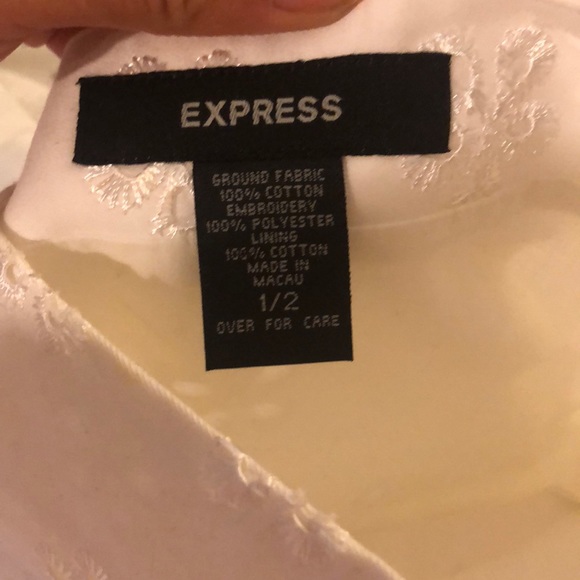 EXPRESS
GROUND FABRIC
100% COTTON
EMBROIDERY
100% POLYESTER
LINING
100% COTTON
MADE IN
MACAU
1/2
OVER FOR CARE